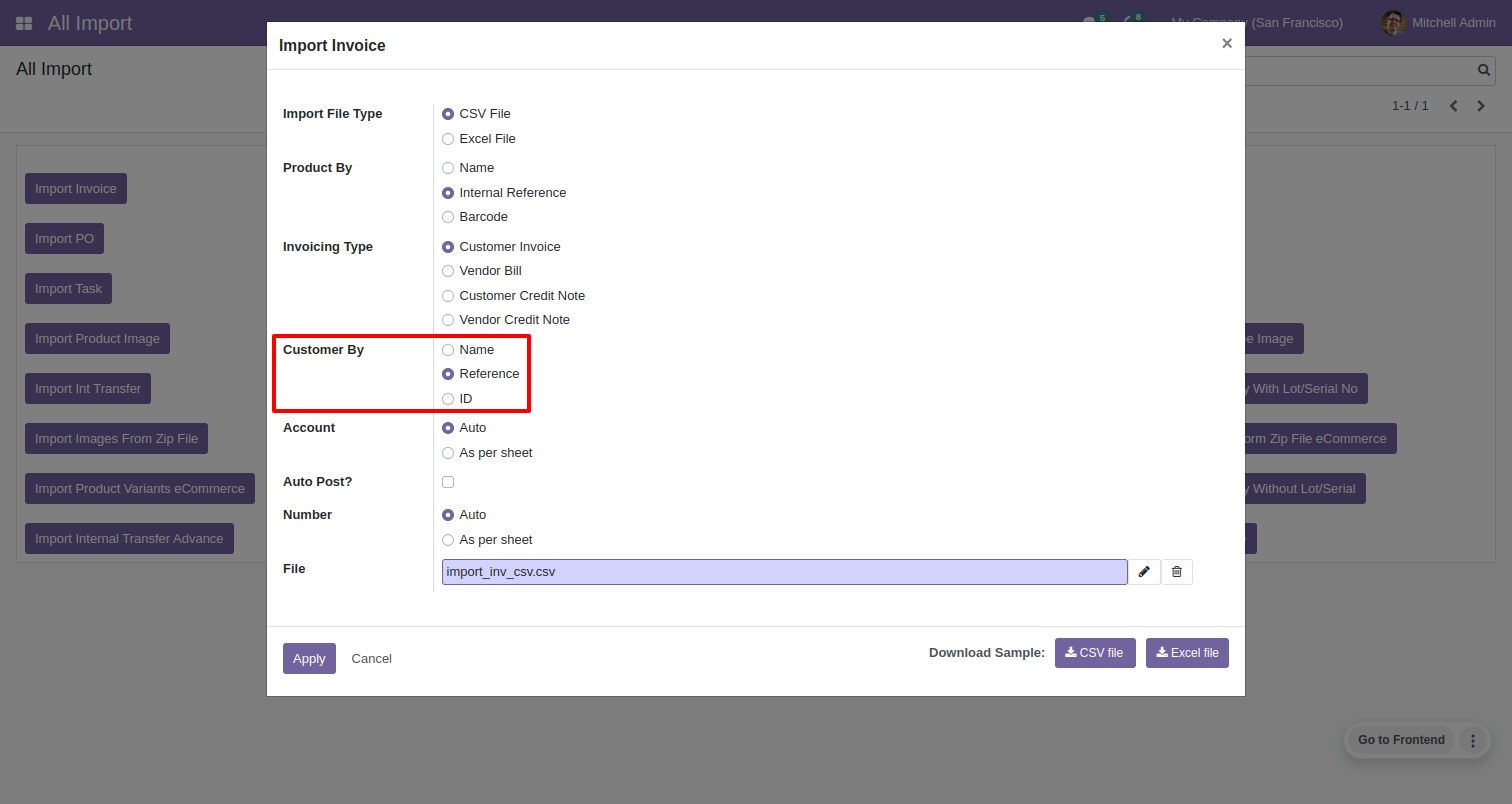 All Import
5
8
My Company (San Francisco)
Mitchell Admin
All Import
1-1 / 1
Import Invoice
Import PO
Import Task
Import Product Image
Import Int Transfer
Import Images From Zip File
Import Product Variants eCommerce
Import Internal Transfer Advance
Import Invoice
×
Import File Type
CSV File
Excel File
Product By
Name
Internal Reference
Barcode
Invoicing Type
Customer Invoice
Vendor Bill
Customer Credit Note
Vendor Credit Note
Customer By
Name
Reference
ID
Account
Auto
As per sheet
Auto Post?
Number
Auto
As per sheet
File
import_inv_csv.csv
Apply
Cancel
Download Sample:
CSV file
Excel file
Image
With Lot/Serial No
Zip File eCommerce
Without Lot/Serial
Go to Frontend